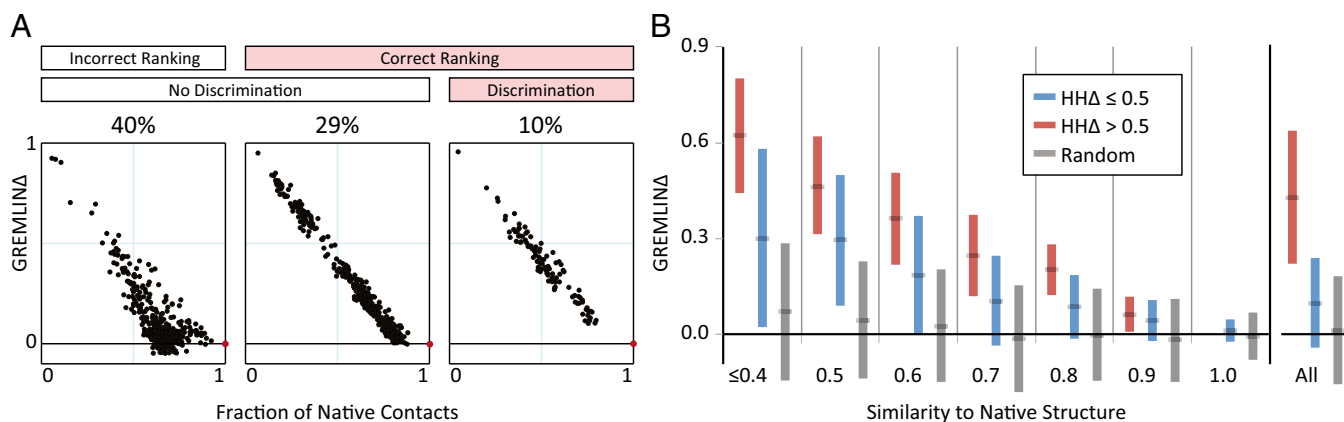 A
Incorrect Ranking
Correct Ranking
No Discrimination
Discrimination
40%
29%
10%
1
GREMLINΔ
0
0
1
0
1
0
1
Fraction of Native Contacts
B
0.9
HHΔ ≤ 0.5
HHΔ > 0.5
Random
0.6
GREMLINΔ
0.3
0.0
≤0.4
0.5
0.6
0.7
0.8
0.9
1.0
All
Similarity to Native Structure